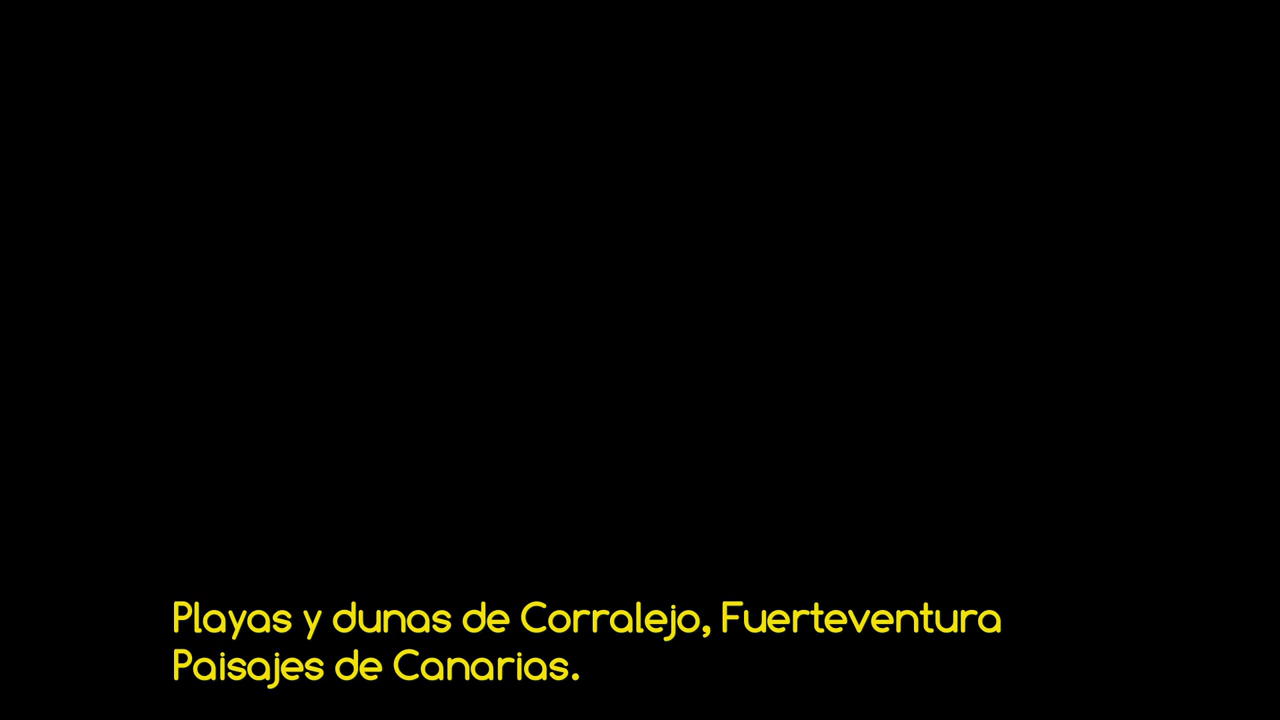 Playas y dunas de Corralejo, Fuerteventura
Paisajes de Canarias.